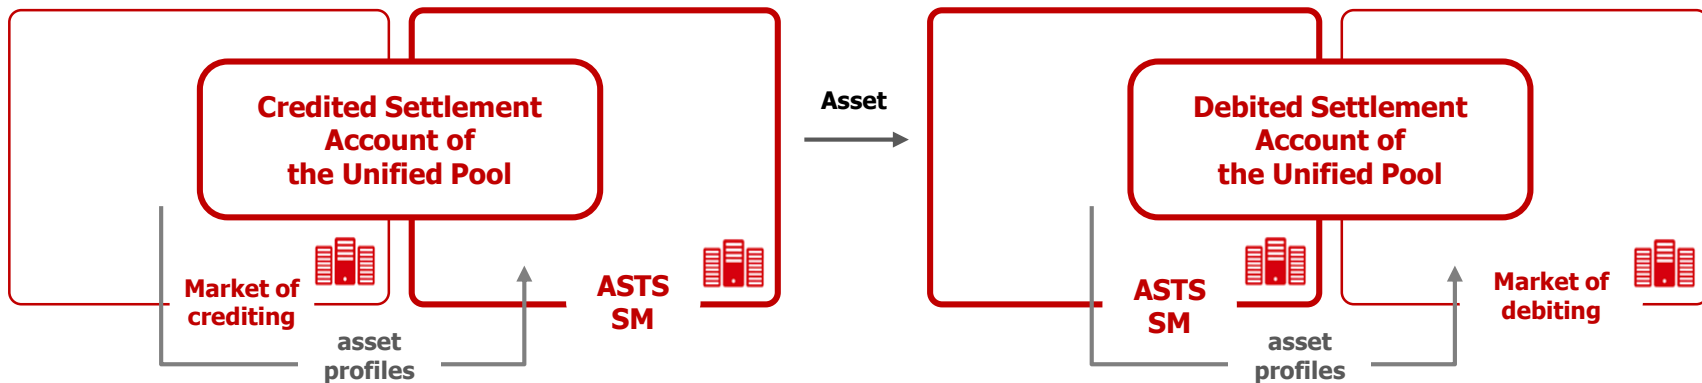 Credited Settlement
Account of
the Unified Pool
Market of
crediting
ASTS
SM
asset
profiles
Asset
Debited Settlement
Account of
the Unified Pool
ASTS
SM
Market of
debiting
asset
profiles